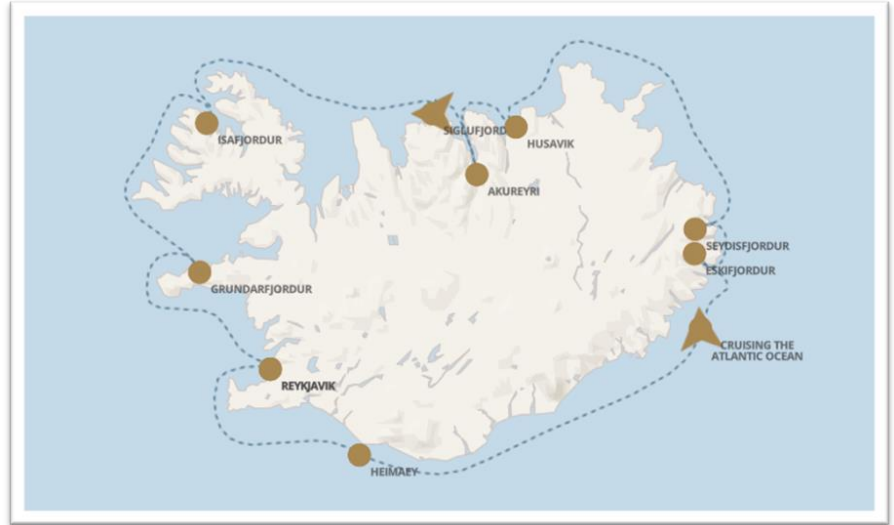 SIGLUFJORD
ISAFJORDUR
HUSAVIK
AKUREYRI
SEYDISFJORDUR
ESKIFJORDUR
GRUNDARFJORDUR
CRUISING THE
ATLANTIC OCEAN
REYKJAVIK
HEIMAEY